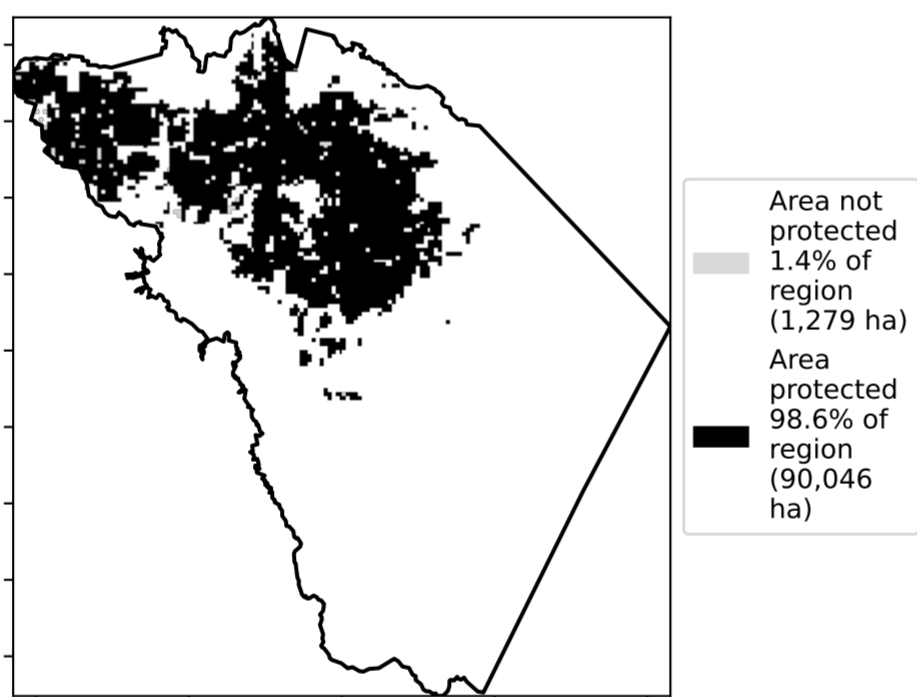 Area not
protected
1.4% of
region
(1,279 ha)
Area
protected
98.6% of
region
(90,046
ha)